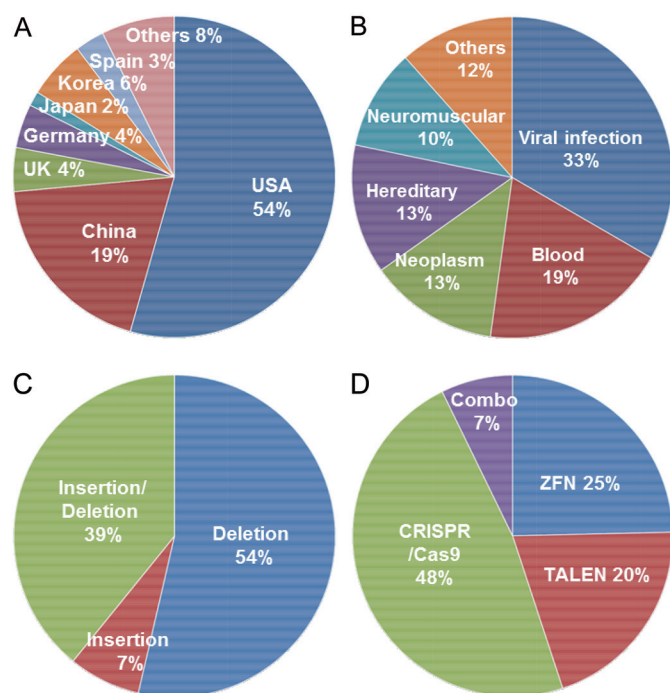 A
Others 8%
Spain 3%
Korea 6%
Japan 2%
Germany 4%
UK 4%
China
19%
USA
54%
B
Others
12%
Neuromuscular
10%
Hereditary
13%
Neoplasm
13%
Blood
19%
Viral infection
33%
C
Insertion/
Deletion
39%
Insertion
7%
Deletion
54%
D
Combo
7%
CRISPR
/Cas9
48%
ZFN 25%
TALEN 20%